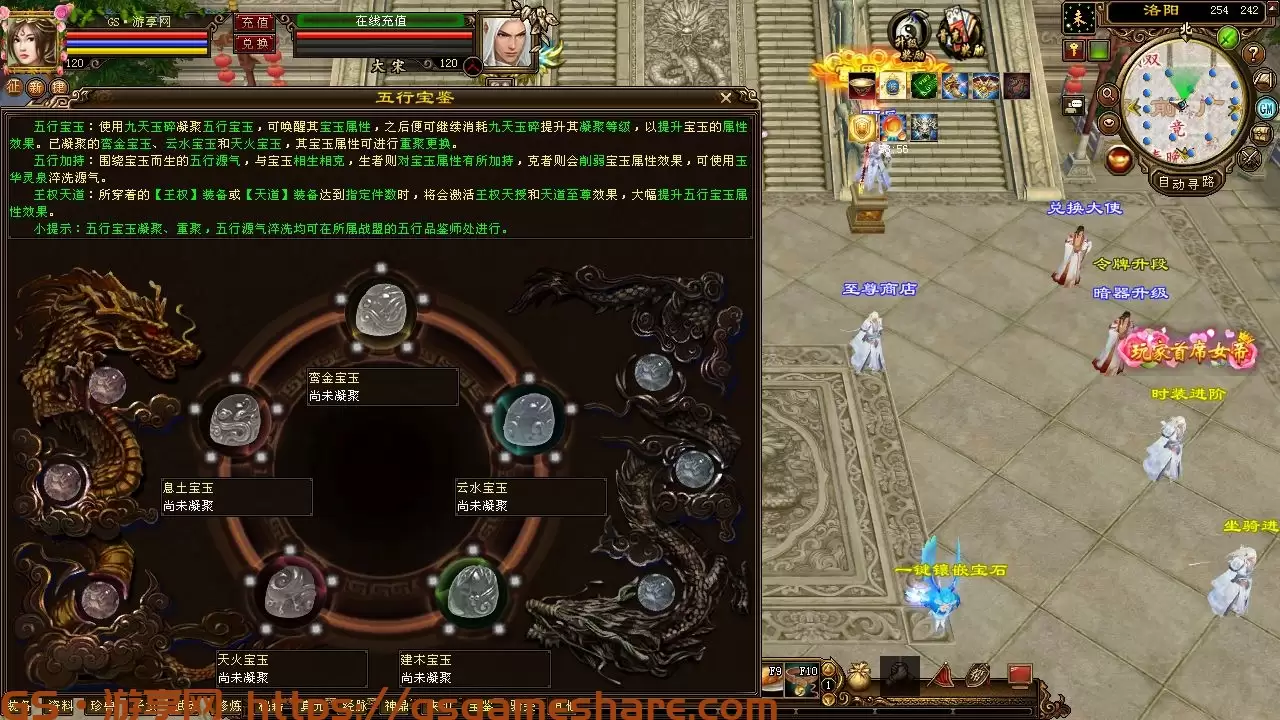 GS·游享网
充值
兑换
在线充值
120
大宋
120
征
新
建
洛阳
254 242
北
自动寻路
五行宝鉴
五行宝玉：使用九天玉碎凝聚五行宝玉，可唤醒其宝玉属性，之后便可继续消耗九天玉碎提升其凝聚等级，以提升宝玉的属性
效果。已凝聚的鸾金宝玉、云水宝玉和天火宝玉，其宝玉属性可进行重聚更换。
五行加持：围绕宝玉而生的五行源气，与宝玉相生相克，生者则对宝玉属性有所加持，克者则会削弱宝玉属性效果，可使用玉
华灵泉淬洗源气。
王权天道：所穿着的【王权】装备或【天道】装备达到指定件数时，将会激活王权天授和天道至尊效果，大幅提升五行宝玉属
性效果。
小提示：五行宝玉凝聚、重聚，五行源气淬洗均可在所属战盟的五行品鉴师处进行。
鸾金宝玉
尚未凝聚
息土宝玉
尚未凝聚
云水宝玉
尚未凝聚
天火宝玉
尚未凝聚
建术宝玉
尚未凝聚
兑换大使
令牌升段
至尊商店
暗器升级
玩家首席女帝
时装进阶
坐骑进
一键镶嵌宝石
F9
F10
GS·游享网 https://gsgameshare.com